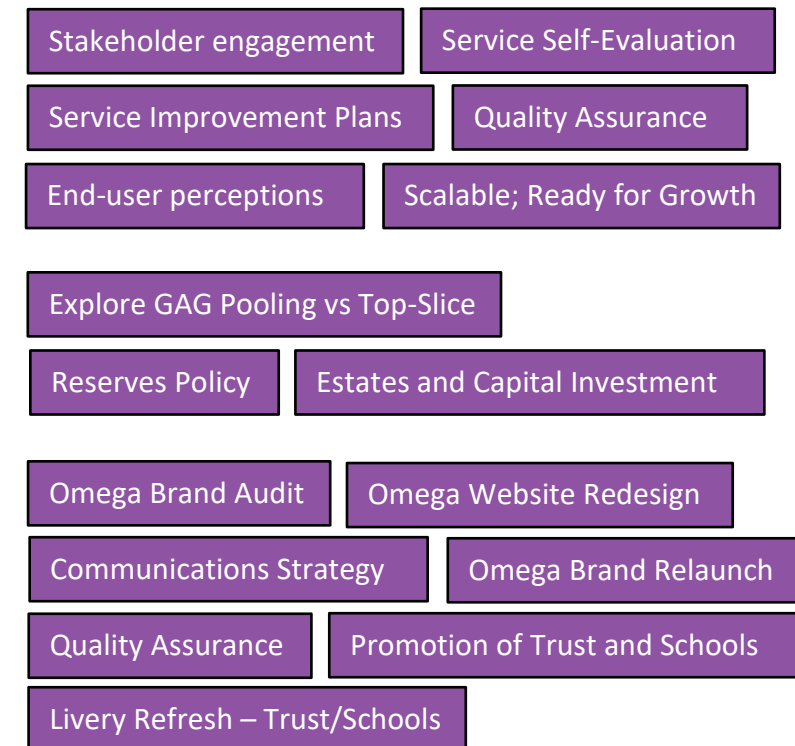 Stakeholder engagement
Service Self-Evaluation
Service Improvement Plans
Quality Assurance
End-user perceptions
Scalable; Ready for Growth
Explore GAG Pooling vs Top-Slice
Reserves Policy
Estates and Capital Investment
Omega Brand Audit
Omega Website Redesign
Communications Strategy
Omega Brand Relaunch
Quality Assurance
Promotion of Trust and Schools
Livery Refresh – Trust/Schools